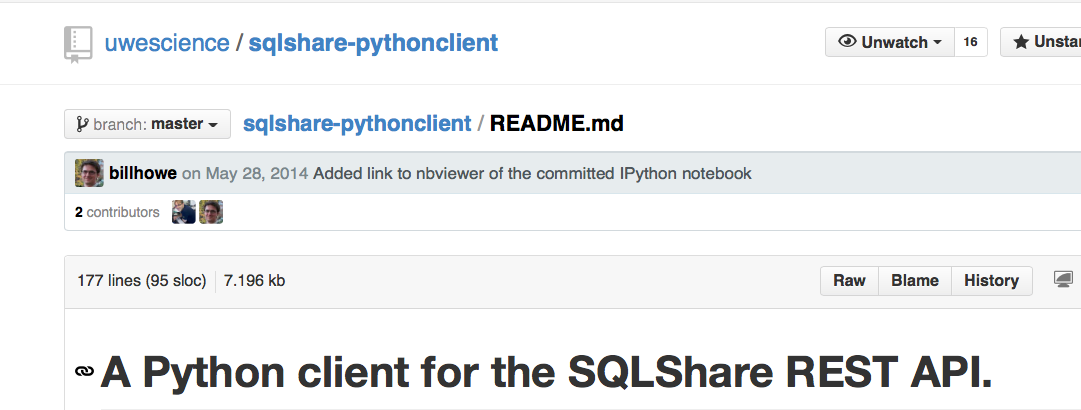 uwescience / sqlshare-pythonclient
Unwatch 16
branch: master sqlshare-pythonclient / README.md
billhowe on May 28, 2014 Added link to nbviewer of the committed IPython notebook
2 contributors
177 lines (95 sloc) 7.196 kb Raw Blame History
A Python client for the SQLShare REST API.